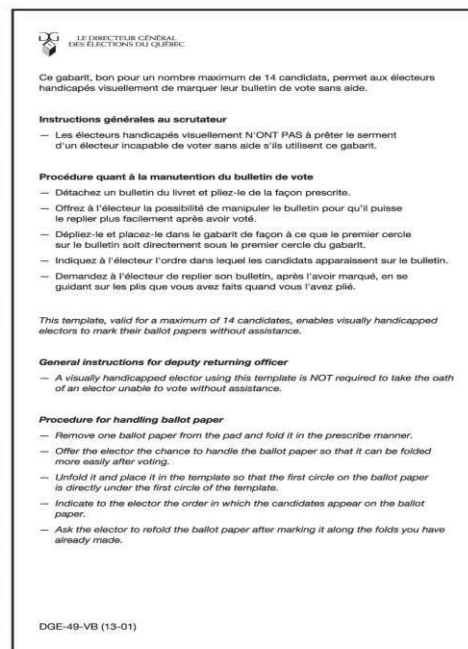 DG
LE DIRECTEUR GÉNÉRAL
DES ÉLECTIONS DU QUÉBEC
Ce gabarit, bon pour un nombre maximum de 14 candidats, permet aux électeurs
handicapés visuellement de marquer leur bulletin de vote sans aide.
Instructions générales au scrutateur
— Les électeurs handicapés visuellement N'ONT PAS à prêter le serment
d'un électeur incapable de voter sans aide s'ils utilisent ce gabarit.
Procédure quant à la manutention du bulletin de vote
— Détachez un bulletin du livret et pliez-le de la façon prescrite.
— Offrez à l'électeur la possibilité de manipuler le bulletin pour qu'il puisse
le replier plus facilement après avoir voté.
— Dépliez-le et placez-le dans le gabarit de façon à ce que le premier cercle
sur le bulletin soit directement sous le premier cercle du gabarit.
— Indiquez à l'électeur l'ordre dans lequel les candidats apparaissent sur le bulletin.
— Demandez à l'électeur de replier son bulletin, après l'avoir marqué, en se
guidant sur les plis que vous avez faits quand vous l'avez plié.
This template, valid for a maximum of 14 candidates, enables visually handicapped
electors to mark their ballot papers without assistance.
General instructions for deputy returning officer
— A visually handicapped elector using this template is NOT required to take the oath
of an elector unable to vote without assistance.
Procedure for handling ballot paper
— Remove one ballot paper from the pad and fold it in the prescribe manner.
— Offer the elector the chance to handle the ballot paper so that it can be folded
more easily after voting.
— Unfold it and place it in the template so that the first circle on the ballot paper
is directly under the first circle of the template.
— Indicate to the elector the order in which the candidates appear on the ballot
paper.
— Ask the elector to refold the ballot paper after marking it along the folds you have
already made.
DGE-49-VB (13-01)